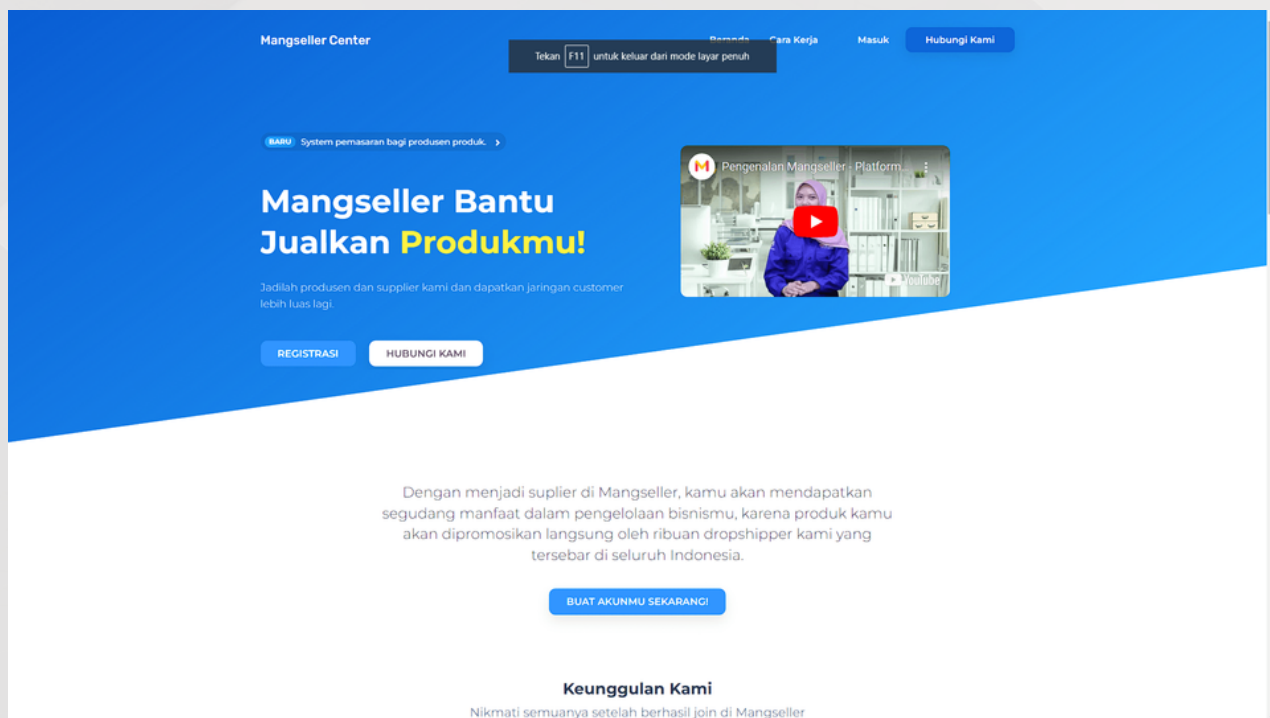 Mangseller Center
Beranda Cara Kerja Masuk Hubungi Kami
Tekan F11 untuk keluar dari mode layar penuh
BARU System pemasaran bagi produsen produk.
Mangseller Bantu
Jualkan Produkmu!
Jadilah produsen dan supplier kami dan dapatkan jaringan customer
lebih luas lagi.
REGISTRASI HUBUNGI KAMI
M Pengenalan Mangseller - Platform
YouTube
Dengan menjadi suplier di Mangseller, kamu akan mendapatkan
segudang manfaat dalam pengelolaan bisnismu, karena produk kamu
akan dipromosikan langsung oleh ribuan dropshipper kami yang
tersebar di seluruh Indonesia.
BUAT AKUNMU SEKARANG!
Keunggulan Kami
Nikmati semuanya setelah berhasil join di Mangseller